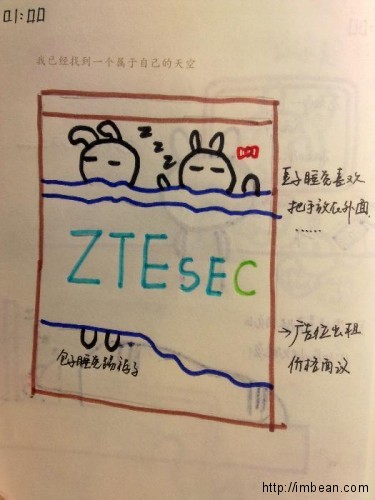 01:00
我已经找到一个属于自己的天空
豆子睡觉喜欢
把手放在外面
……
ZTESEC
→广告位出租
价格面议
包子睡觉踢被子
http://imbean.com